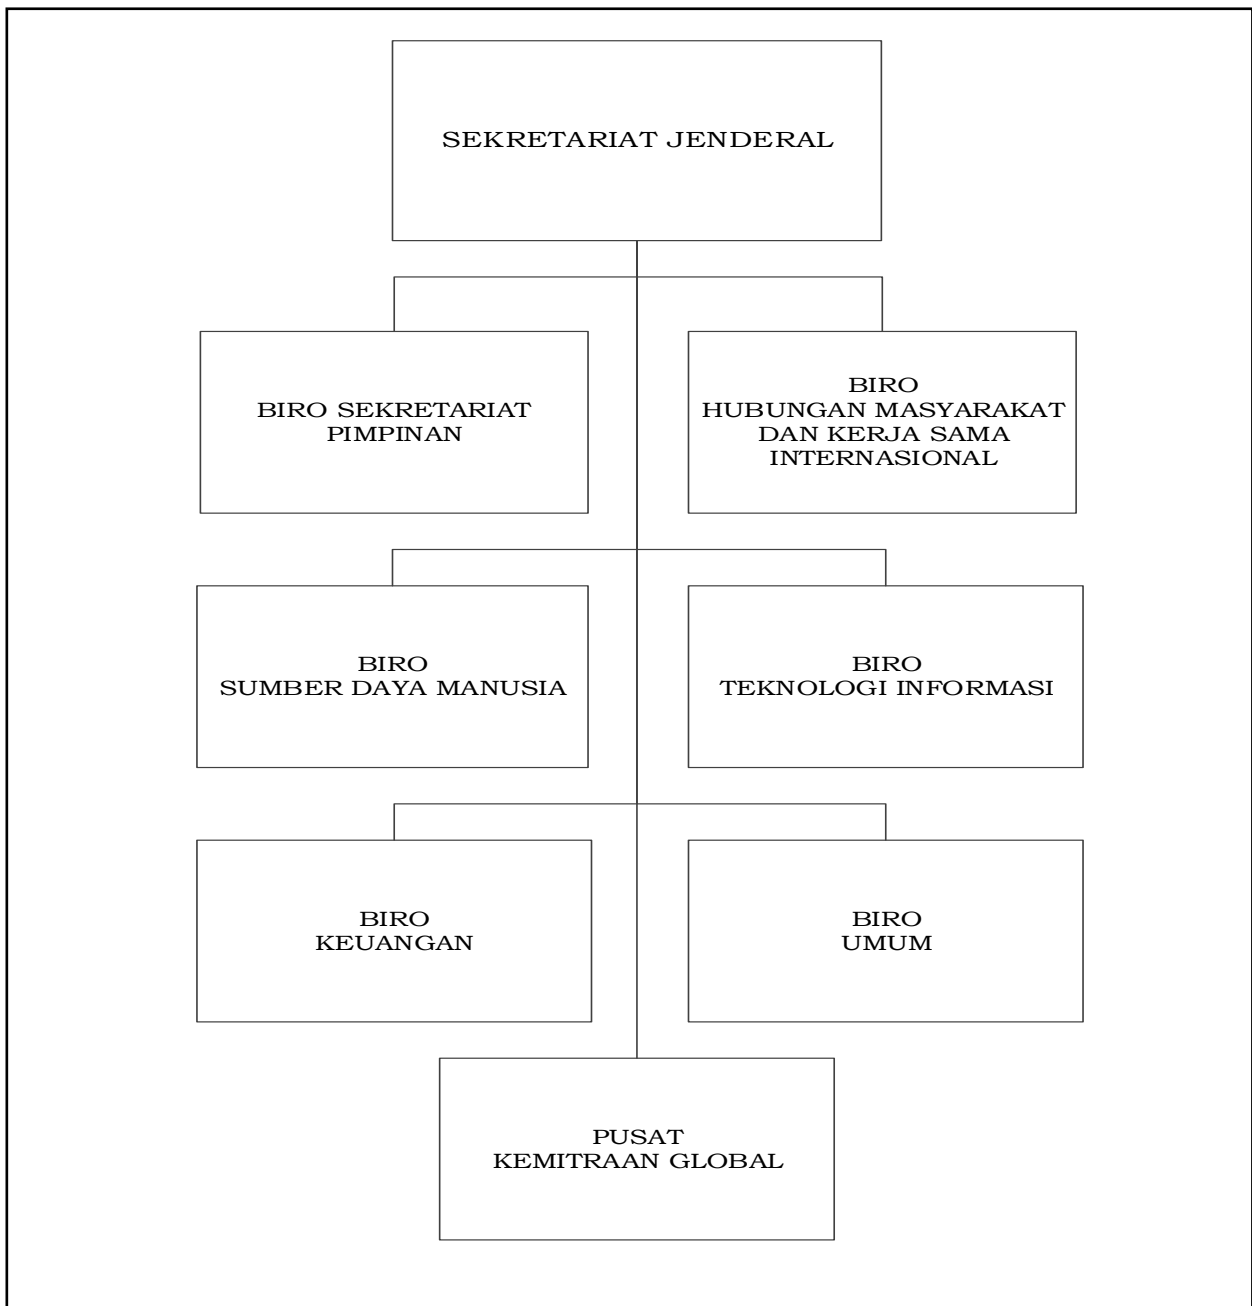 SEKRETARIAT JENDERAL
BIRO SEKRETARIAT
PIMPINAN
BIRO
HUBUNGAN MASYARAKAT
DAN KERJA SAMA
INTERNASIONAL
BIRO
SUMBER DAYA MANUSIA
BIRO
TEKNOLOGI INFORMASI
BIRO
KEUANGAN
BIRO
UMUM
PUSAT
KEMITRAAN GLOBAL